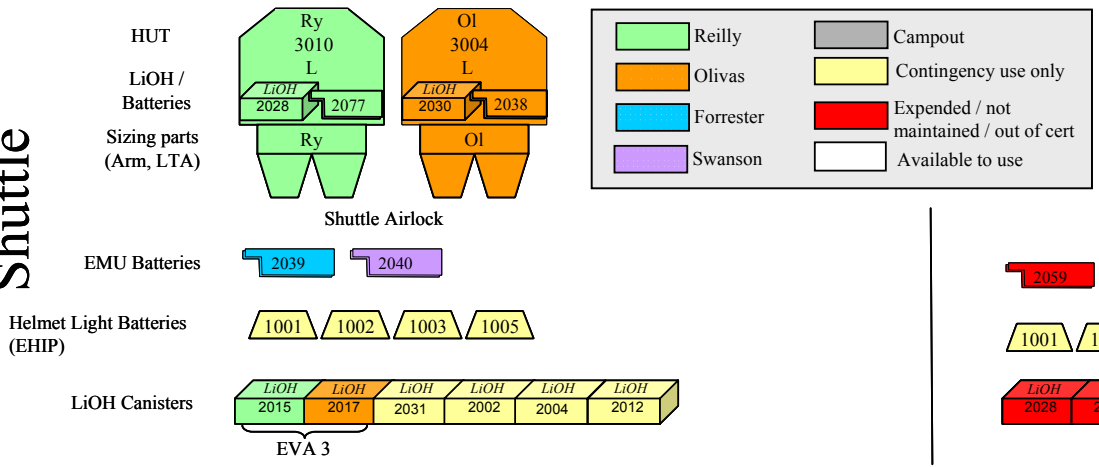 Shuttle
HUT
LiOH /
Batteries
Sizing parts
(Arm, LTA)
Ry
3010
L
LiOH
2028
2077
Ry
Ol
3004
L
LiOH
2030
2038
Ol
Shuttle Airlock
Reilly
Olivas
Forrester
Swanson
Campout
Contingency use only
Expended / not
maintained / out of cert
Available to use
EMU Batteries
2039
2040
2059
Helmet Light Batteries
(EHIP)
1001
1002
1003
1005
1001
1
LiOH Canisters
LiOH LiOH LiOH LiOH LiOH LiOH
2015 2017 2031 2002 2004 2012
EVA 3
LiOH
2028
2